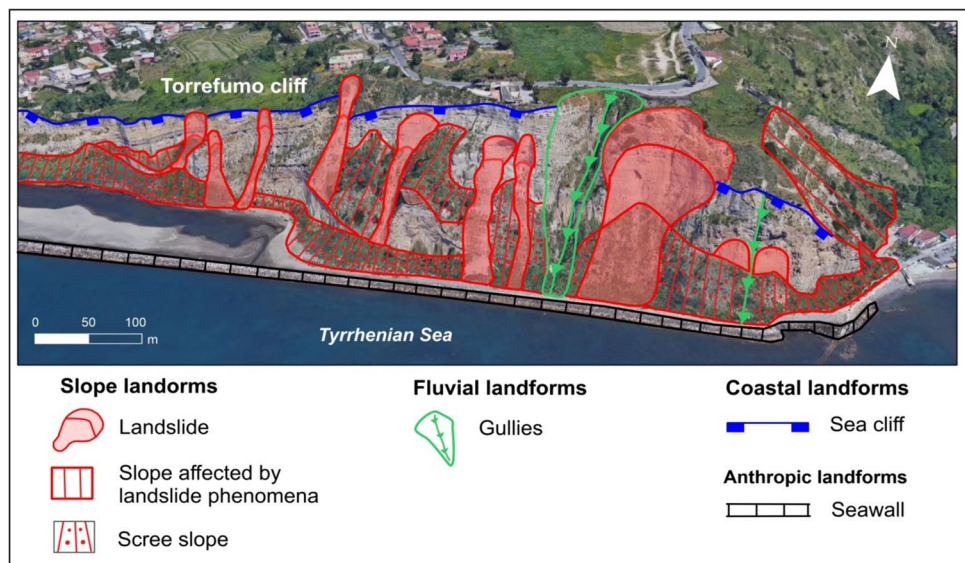 Torrefumo cliff
N
0 50 100
m
Tyrrhenian Sea
Slope landorms
Landslide
Slope affected by
landslide phenomena
Scree slope
Fluvial landforms
Gullies
Coastal landforms
Sea cliff
Anthropic landforms
Seawall